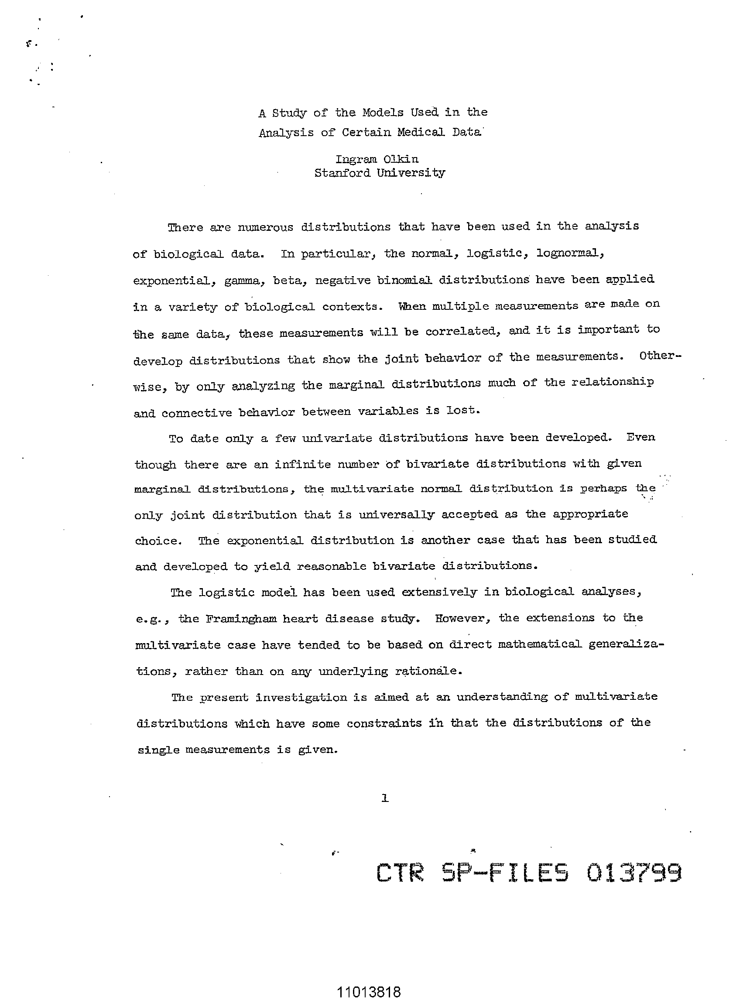 A Study of the Models Used in the
Analysis of Certain Medical Data
Ingram Olkin
Stanford University
There are numerous distributions that have been used in the analysis
of biological data. In particular, the normal, logistic, lognormal,
exponential, gamma, beta, negative binomial distributions have been applied
in a variety of biological contexts. When multiple measurements are made on
the same data, these measurements will be correlated, and it is important to
develop distributions that show the joint behavior of the measurements. Other-
wise, by only analyzing the marginal distributions much of the relationship
and connective behavior between variables is lost.
To date only a few univariate distributions have been developed. Even
though there are an infinite number of bivariate distributions with given
marginal distributions, the multivariate normal distribution is perhaps the
only joint distribution that is universally accepted as the appropriate
choice. The exponential distribution is another case that has been studied
and developed to yield reasonable bivariate distributions.
The logistic model has been used extensively in biological analyses,
e.g., the Framingham heart disease study. However, the extensions to the
multivariate case have tended to be based on direct mathematical generaliza-
tions, rather than on any underlying rationale.
The present investigation is aimed at an understanding of multivariate
distributions which have some constraints in that the distributions of the
single measurements is given.
1
CTR SP-FILES 013799
11013818